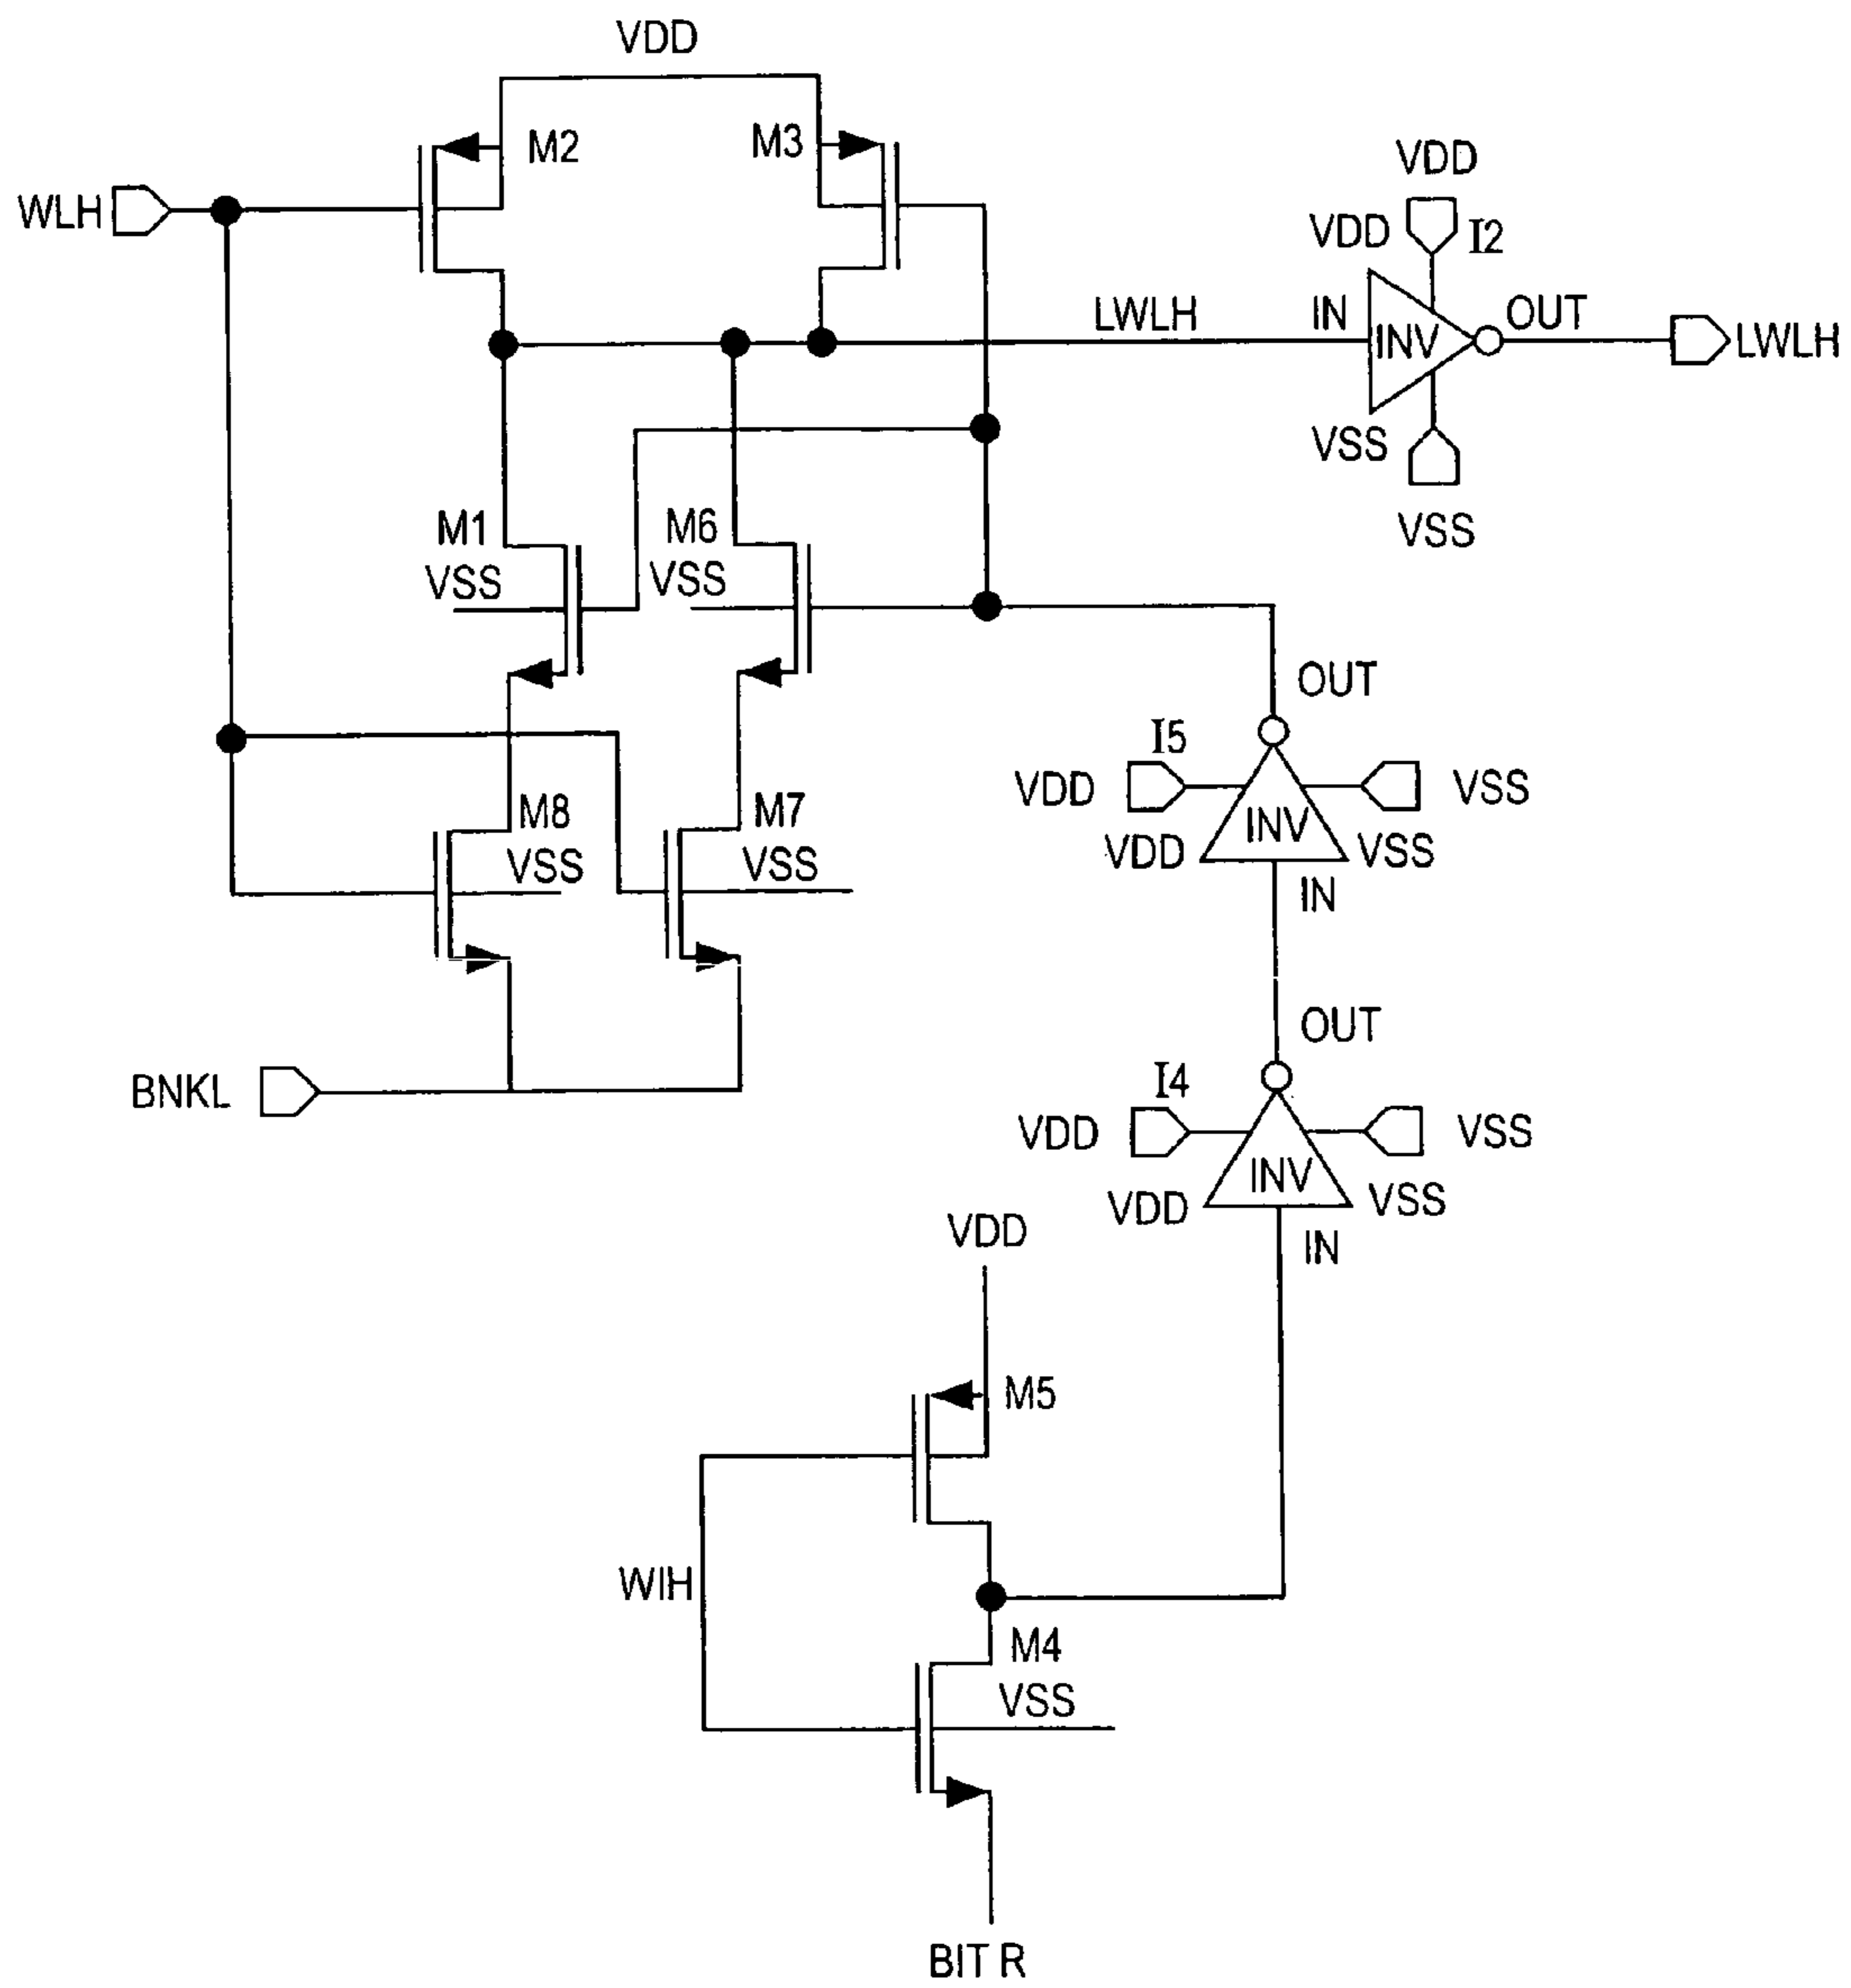 VDD
M2
M3
WLH
VDD
VDD
I2
LWLH
IN
INV
OUT
LWLH
VSS
VSS
M1
VSS
M6
VSS
OUT
I5
VDD
VSS
INV
VDD
VSS
IN
M8
VSS
M7
VSS
OUT
BNKL
I4
VDD
VSS
INV
VDD
VSS
IN
VDD
M5
WIH
M4
VSS
BIT R